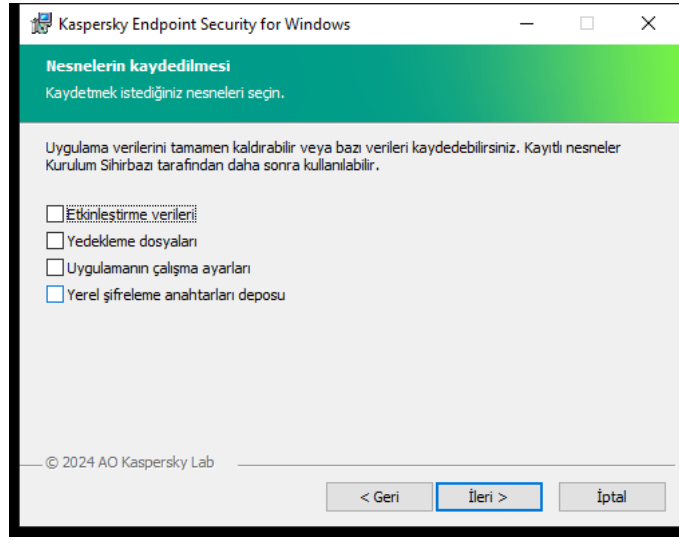 Kaspersky Endpoint Security for Windows
Nesnelerin kaydedilmesi
Kaydetmek istediğiniz nesneleri seçin.
Uygulama verilerini tamamen kaldırabilir veya bazı verileri kaydedebilirsiniz. Kayıtlı nesneler
Kurulum Sihirbazı tarafından daha sonra kullanılabilir.
Etkinleştirme verileri
Yedekleme dosyaları
Uygulamanın çalışma ayarları
Yerel şifreleme anahtarları deposu
© 2024 AO Kaspersky Lab
< Geri
İleri >
İptal